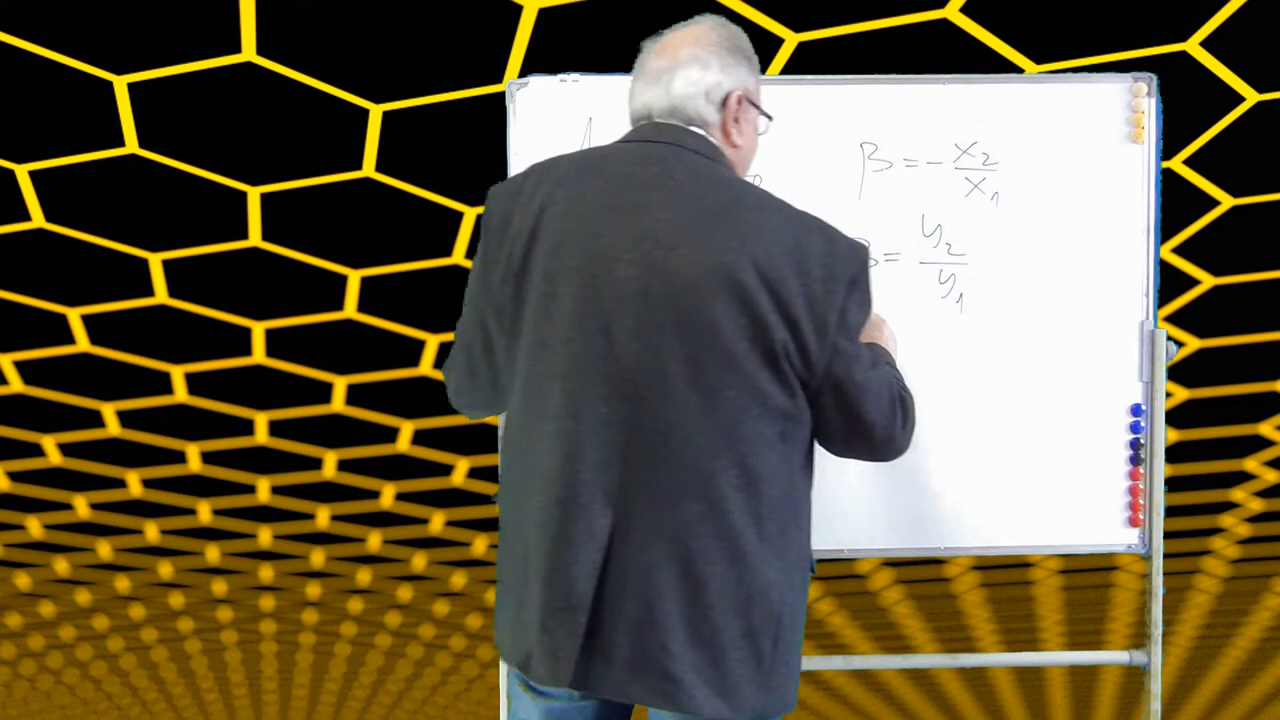 β = - x₂/x₁
β = y₂/y₁